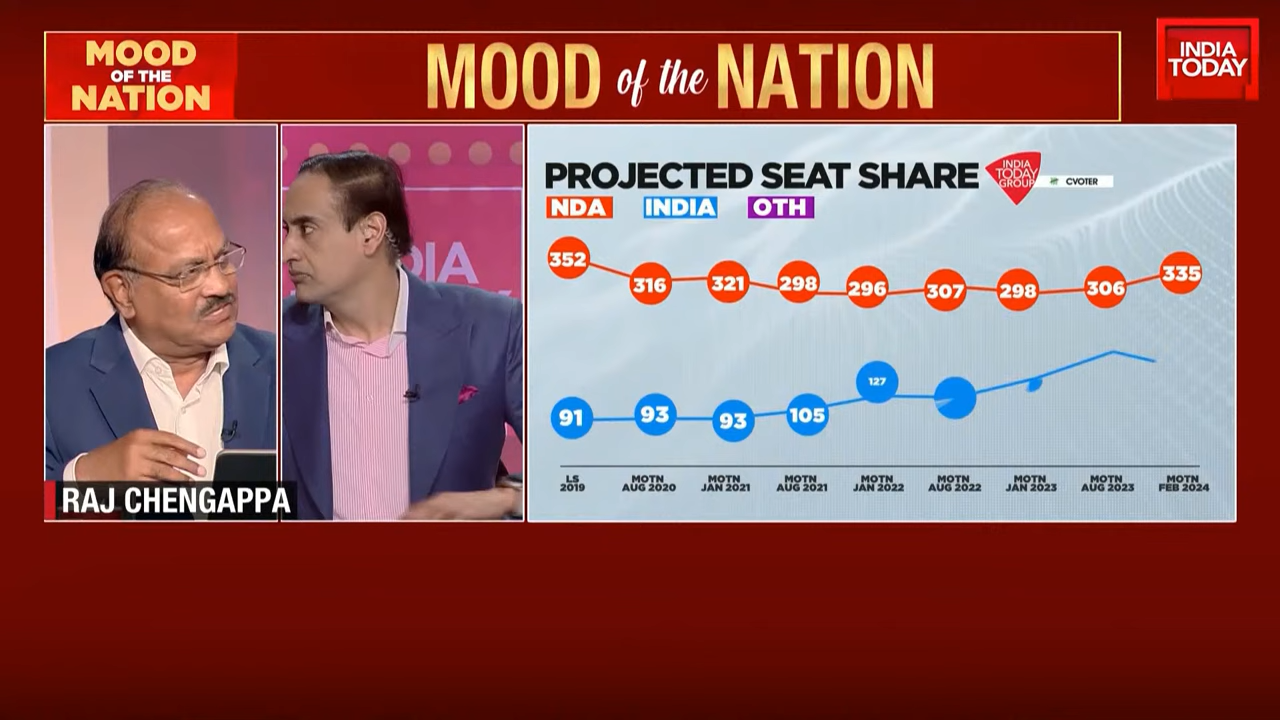 MOOD
OF THE
NATION
MOOD of the NATION
INDIA
TODAY
PROJECTED SEAT SHARE
INDIA
TODAY
GROUP
CVOTER
NDA
INDIA
OTH
352
316
321
298
296
307
298
306
335
91
93
93
105
127
LS
2019
MOTN
AUG 2020
MOTN
JAN 2021
MOTN
AUG 2021
MOTN
JAN 2022
MOTN
AUG 2022
MOTN
JAN 2023
MOTN
AUG 2023
MOTN
FEB 2024
DIA
RAJ CHENGAPPA